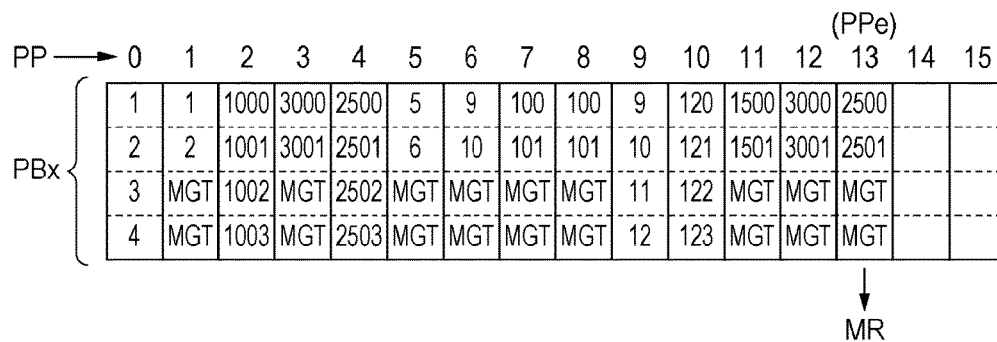 (PPe)
PP 0 1 2 3 4 5 6 7 8 9 10 11 12 13 14 15
1 1 1000 3000 2500 5 9 100 100 9 120 1500 3000 2500
2 2 1001 3001 2501 6 10 101 101 10 121 1501 3001 2501
PBx
3 MGT 1002 MGT 2502 MGT MGT MGT MGT 11 122 MGT MGT MGT
4 MGT 1003 MGT 2503 MGT MGT MGT MGT 12 123 MGT MGT MGT
MR